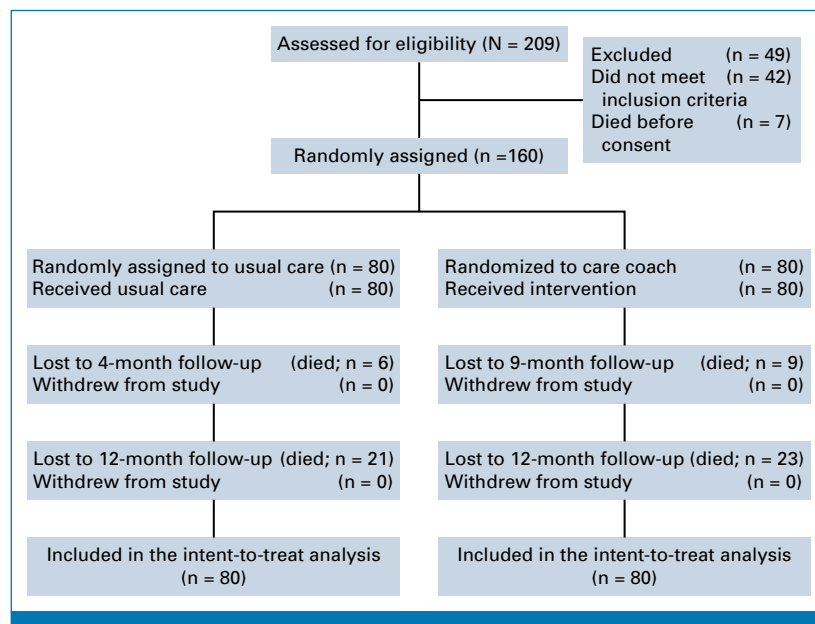 Assessed for eligibility (N = 209)
Excluded (n = 49)
Did not meet (n = 42)
inclusion criteria
Died before (n = 7)
consent
Randomly assigned (n =160)
Randomly assigned to usual care (n = 80)
Received usual care (n = 80)
Randomized to care coach (n = 80)
Received intervention (n = 80)
Lost to 4-month follow-up (died; n = 6)
Withdrew from study (n = 0)
Lost to 9-month follow-up (died; n = 9)
Withdrew from study (n = 0)
Lost to 12-month follow-up (died; n = 21)
Withdrew from study (n = 0)
Lost to 12-month follow-up (died; n = 23)
Withdrew from study (n = 0)
Included in the intent-to-treat analysis
(n = 80)
Included in the intent-to-treat analysis
(n = 80)